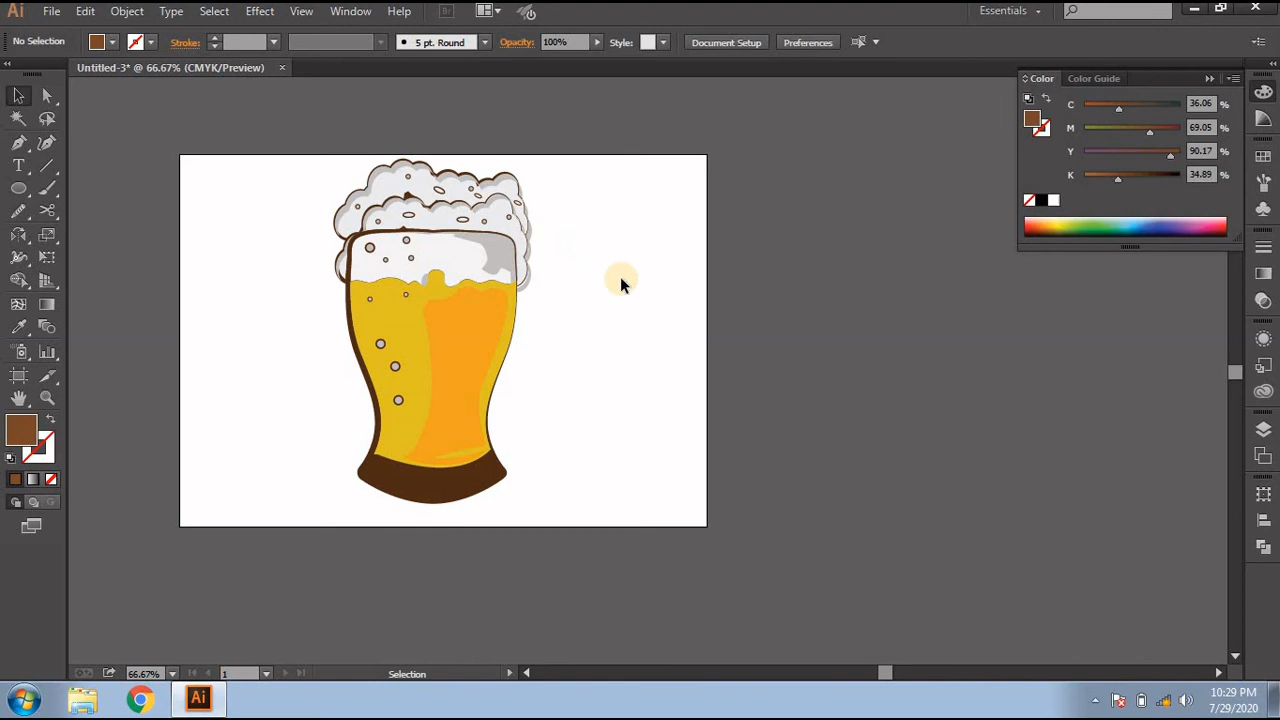 Ai File Edit Object Type Select Effect View Window Help Br Essentials
No Selection Stroke: 5 pt. Round Opacity: 100% Style: Document Setup Preferences
Untitled-3* @ 66.67% (CMYK/Preview) ×
Color Color Guide
C 36.06 %
M 69.05 %
Y 90.17 %
K 34.89 %
66.67% 1 Selection
Ai
10:29 PM
7/29/2020